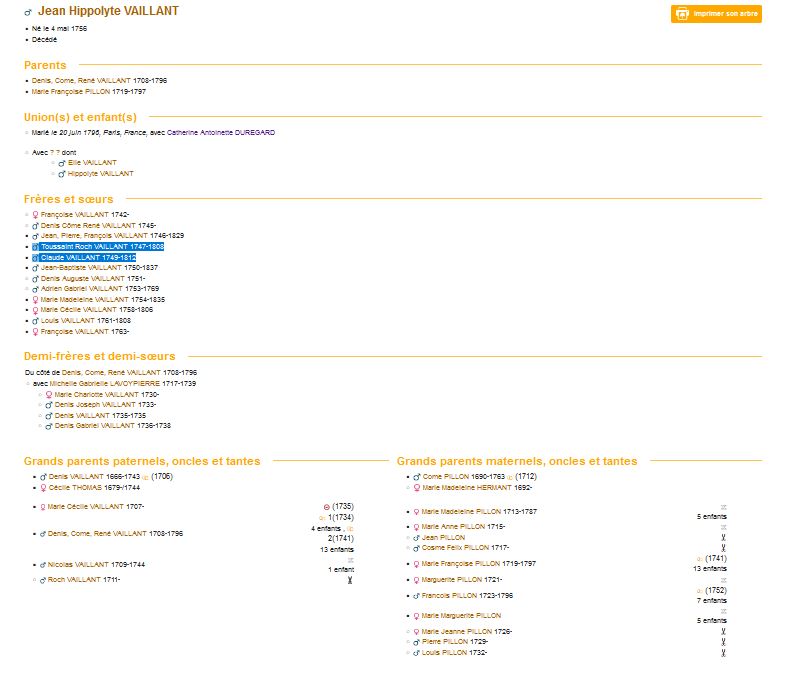 Jean Hippolyte VAILLANT
Imprimer son arbre
Né le 4 mai 1756
Décédé
Parents
Denis, Come, René VAILLANT 1708-1796
Marie Françoise PILLON 1719-1797
Union(s) et enfant(s)
Marié le 20 juin 1796, Paris, France, avec Catherine Antoinette DUREGARD
Avec ? ? dont
Elie VAILLANT
Hippolyte VAILLANT
Frères et sœurs
Françoise VAILLANT 1742-
Denis Côme René VAILLANT 1745-
Jean, Pierre, François VAILLANT 1746-1829
Toussaint Roch VAILLANT 1747-1808
Claude VAILLANT 1749-1812
Jean-Baptiste VAILLANT 1750-1837
Denis Auguste VAILLANT 1751-
Adrien Gabriel VAILLANT 1753-1769
Marie Madeleine VAILLANT 1754-1835
Marie Cécile VAILLANT 1758-1806
Louis VAILLANT 1761-1808
Françoise VAILLANT 1763-
Demi-frères et demi-sœurs
Du côté de Denis, Come, René VAILLANT 1708-1796
avec Michelle Gabrielle LAVOYPIERRE 1717-1739
Marie Charlotte VAILLANT 1730-
Denis Joseph VAILLANT 1733-
Denis VAILLANT 1735-1735
Denis Gabriel VAILLANT 1736-1738
Grands parents paternels, oncles et tantes
Denis VAILLANT 1666-1743 (1706)
Cécile THOMAS 1679-/1744
Marie Cécile VAILLANT 1707-
(1735)
1(1734)
4 enfants ,
Denis, Come, René VAILLANT 1708-1796
2(1741)
13 enfants
Nicolas VAILLANT 1709-1744
1 enfant
Roch VAILLANT 1711-
Grands parents maternels, oncles et tantes
Come PILLON 1690-1763 (1712)
Marie Madeleine HERMANT 1692-
Marie Madeleine PILLON 1713-1787
5 enfants
Marie Anne PILLON 1715-
Jean PILLON
Cosme Felix PILLON 1717-
(1741)
Marie Françoise PILLON 1719-1797
13 enfants
Marguerite PILLON 1721-
(1752)
Francois PILLON 1723-1796
7 enfants
Marie Marguerite PILLON
5 enfants
Marie Jeanne PILLON 1726-
Pierre PILLON 1729-
Louis PILLON 1732-